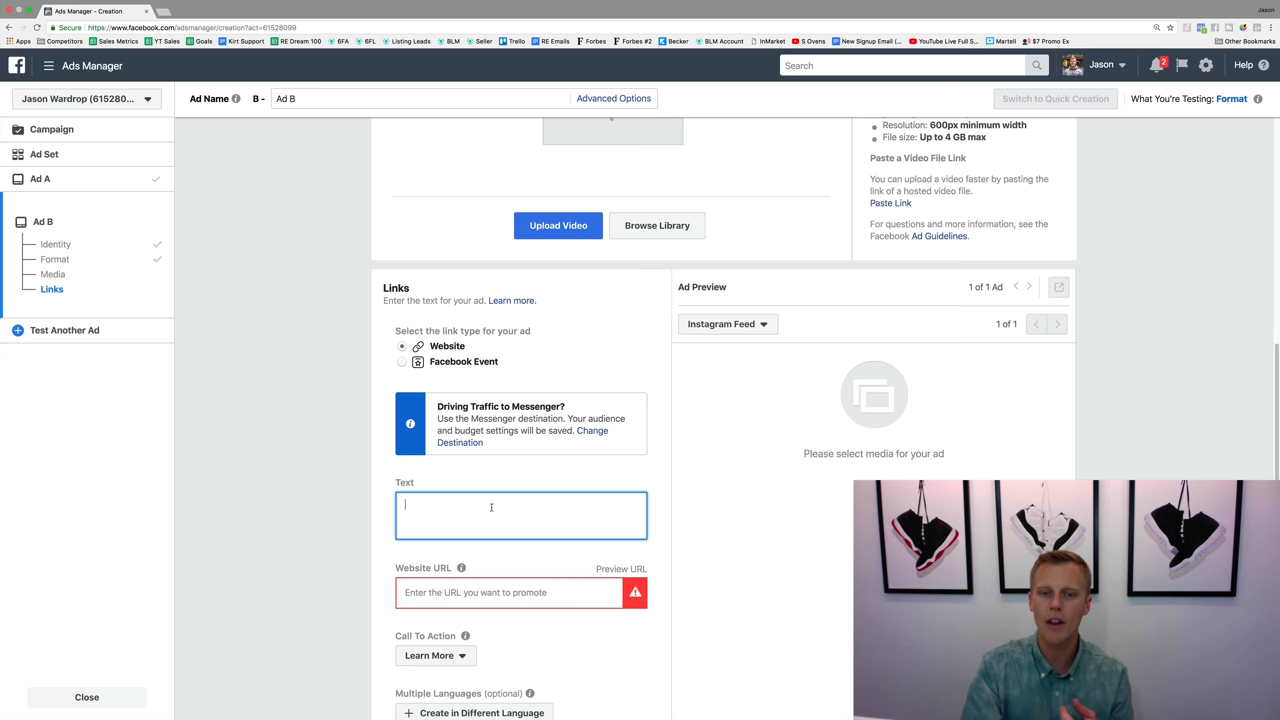 Ads Manager - Creation
Jason
Secure
https://www.facebook.com/adsmanager/creation?act=61528099
Apps
Competitors
Sales Metrics
YT Sales
Goals
Kirt Support
RE Dream 100
6FA
6FL
Listing Leads
BLM
Seller
Trello
RE Emails
Forbes
Forbes #2
Becker
BLM Account
InMarket
S Ovens
New Signup Email (...
YouTube Live Full S...
Martell
$7 Promo Ex
Other Bookmarks
Ads Manager
Search
Jason
2
Help
Jason Wardrop (615280...
Ad Name
B -
Ad B
Advanced Options
Switch to Quick Creation
What You're Testing: Format
Campaign
Ad Set
Ad A
Ad B
Identity
Format
Media
Links
Test Another Ad
Close
Resolution: 600px minimum width
File size: Up to 4 GB max
Paste a Video File Link
You can upload a video faster by pasting the
link of a hosted video file.
Paste Link
For questions and more information, see the
Facebook Ad Guidelines.
Upload Video
Browse Library
Links
Enter the text for your ad. Learn more.
Select the link type for your ad
Website
Facebook Event
Driving Traffic to Messenger?
Use the Messenger destination. Your audience
and budget settings will be saved. Change
Destination
Text
Website URL
Preview URL
Enter the URL you want to promote
Call To Action
Learn More
Multiple Languages (optional)
Create in Different Language
Ad Preview
1 of 1 Ad
Instagram Feed
1 of 1
Please select media for your ad